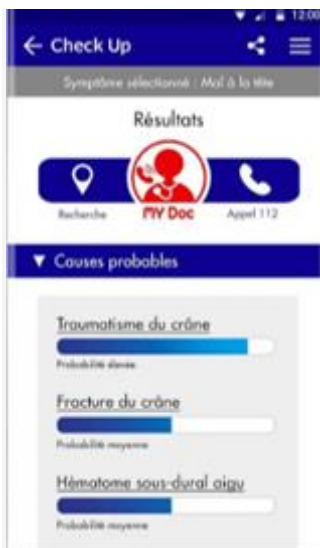 12:00
Check Up
Symptôme sélectionné : Mal à la tête
Résultats
Recherche
MY Doc
Appel 112
Causes probables
Traumatisme du crâne
Probabilité élevée
Fracture du crâne
Probabilité moyenne
Hèmatome sous-dural aigu
Probabilité moyenne